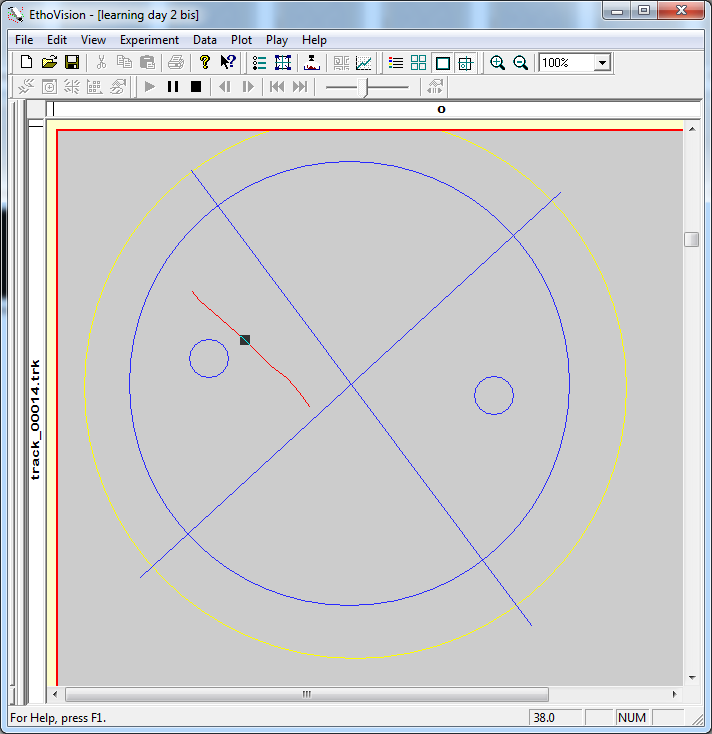 EthoVision - [learning day 2 bis]
File Edit View Experiment Data Plot Play Help
100%
0
track_00014.trk
For Help, press F1.
38.0
NUM